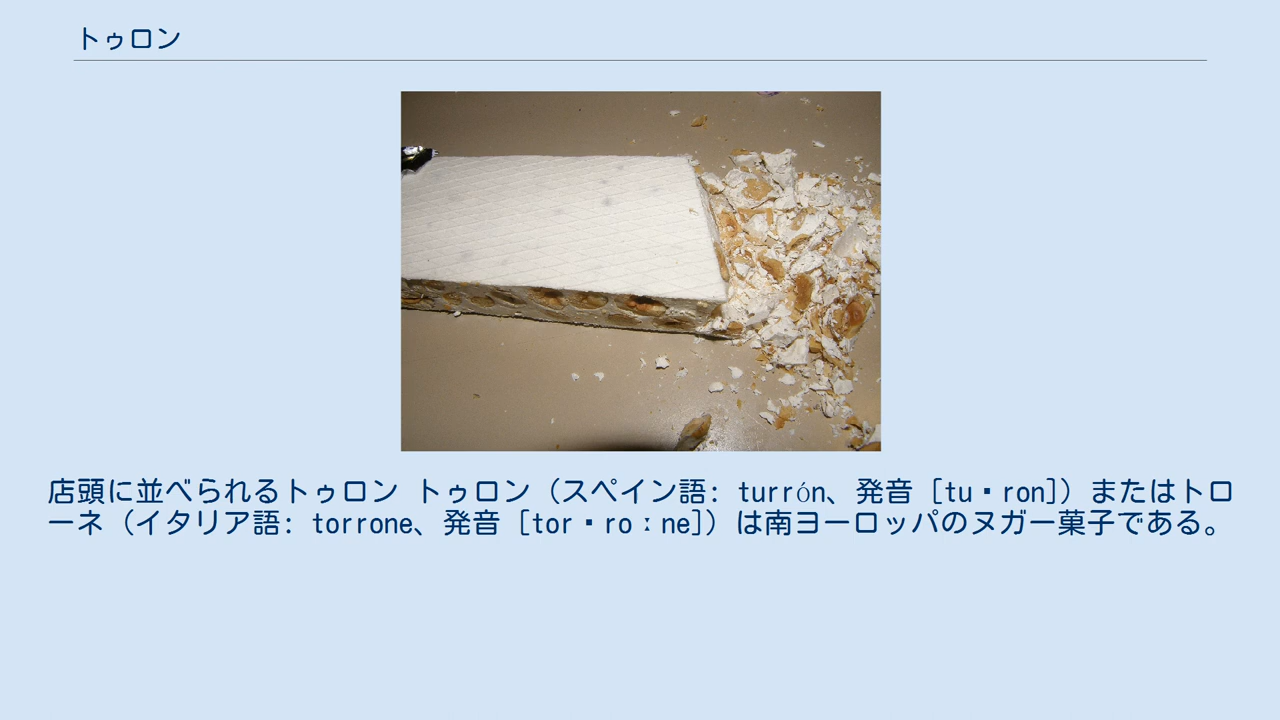 トゥロン
店頭に並べられるトゥロン トゥロン（スペイン語: turrón、発音 [tu·ron]）またはトロ
ーネ（イタリア語: torrone、発音 [tor·roːne]）は南ヨーロッパのヌガー菓子である。